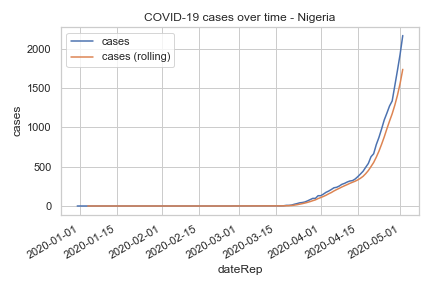 COVID-19 cases over time - Nigeria
cases
cases (rolling)
cases
2000
1500
1000
500
0
2020-01-01
2020-01-15
2020-02-01
2020-02-15
2020-03-01
2020-03-15
2020-04-01
2020-04-15
2020-05-01
dateRep